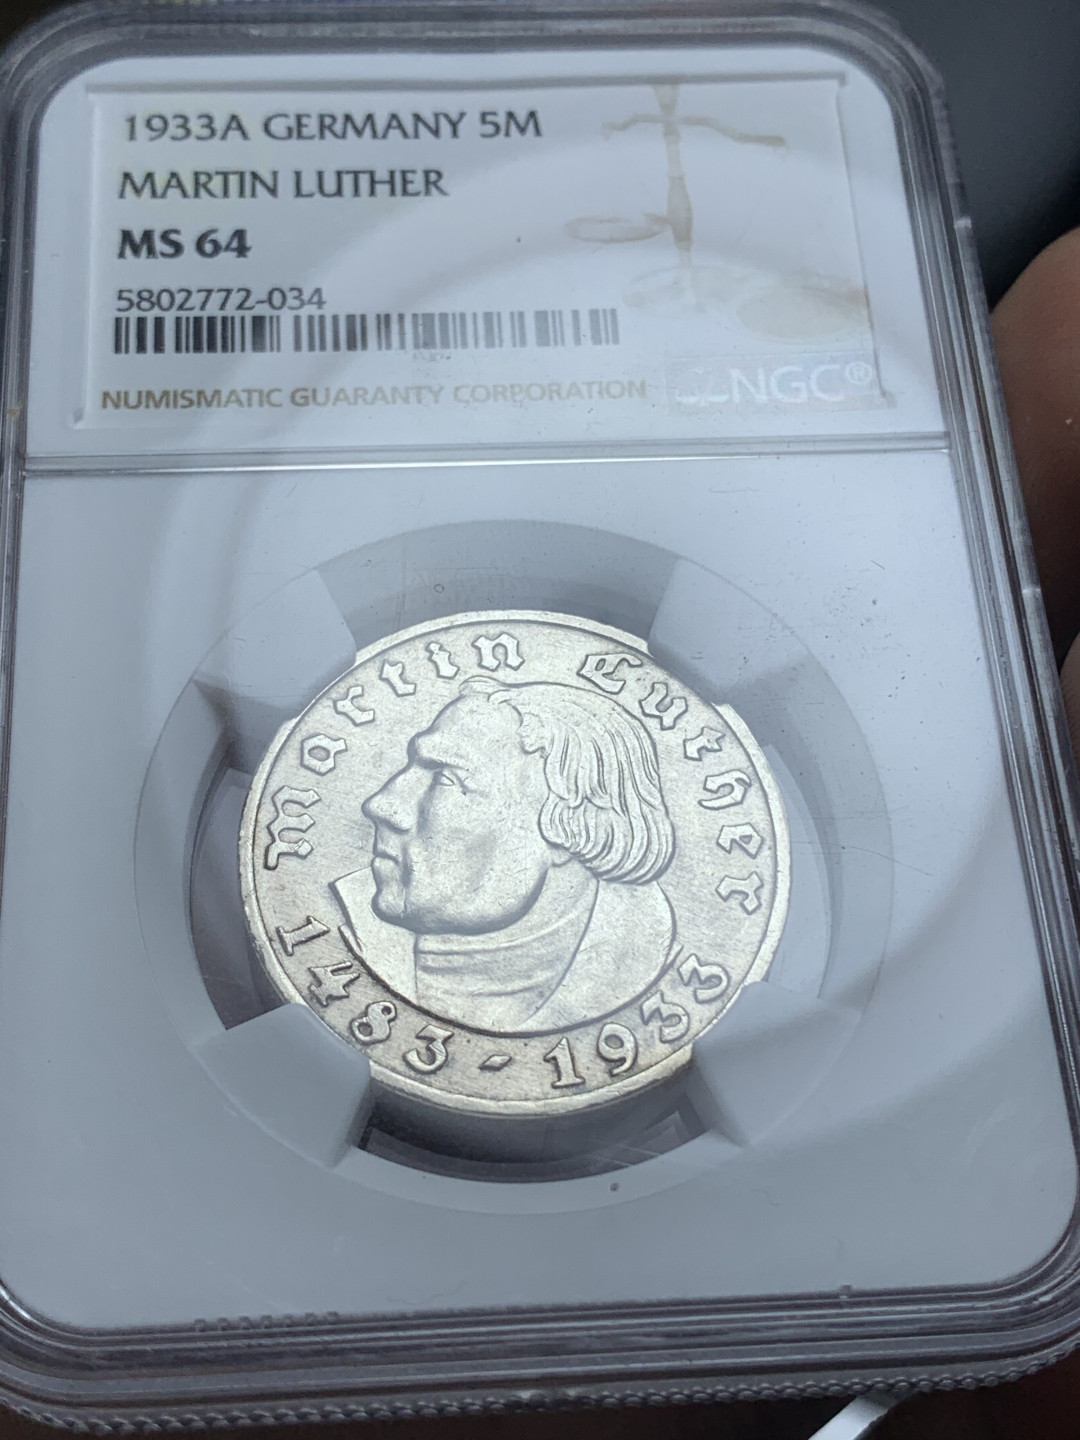 1933A GERMANY 5M
MARTIN LUTHER
MS 64
5802772-034
NUMISMATIC GUARANTY CORPORATION
NGC®
Martin Luther
1483-1933